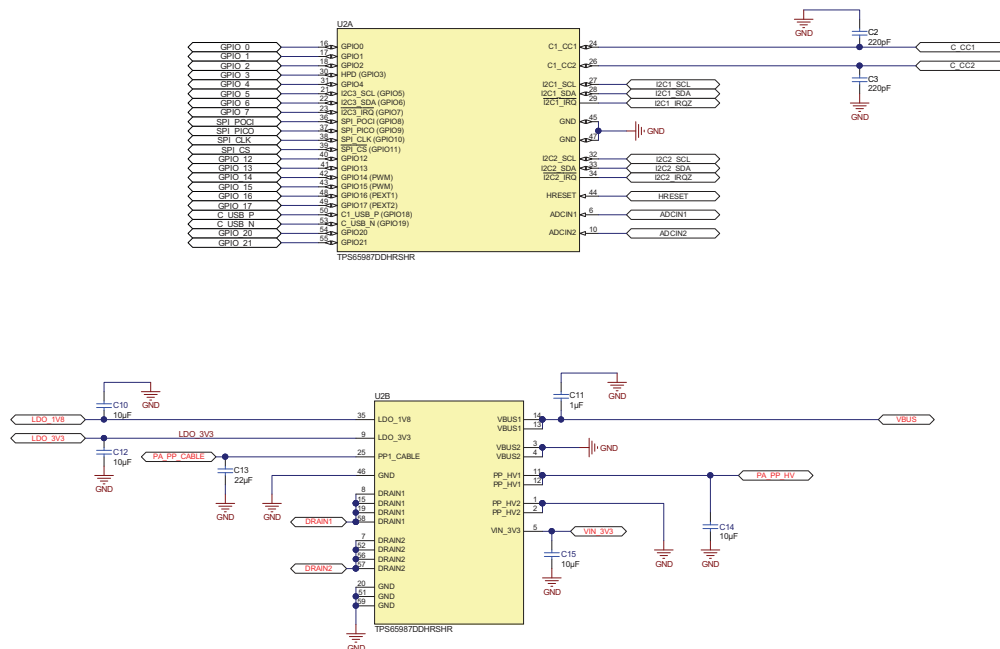 U2A
GND
C2
220pF
GPIO_0 16 GPIO0 C1_CC1 24 C_CC1
GPIO_1 17 GPIO1
GPIO_2 18 GPIO2 C1_CC2 26 C_CC2
GPIO_3 30 HPD (GPIO3)
C3
220pF
GND
GPIO_4 31 GPIO4 I2C1_SCL 27 I2C1_SCL
GPIO_5 21 I2C3_SCL (GPIO5) I2C1_SDA 28 I2C1_SDA
GPIO_6 22 I2C3_SDA (GPIO6) I2C1_IRQ 29 I2C1_IRQZ
GPIO_7 23 I2C3_IRQ (GPIO7)
SPI_POCI 36 SPI_POCI (GPIO8) GND 45
SPI_PICO 37 SPI_PICO (GPIO9) GND
SPI_CLK 38 SPI_CLK (GPIO10) GND 47
SPI_CS 39 SPI_CS (GPIO11)
GPIO_12 40 GPIO12 I2C2_SCL 32 I2C2_SCL
GPIO_13 41 GPIO13 I2C2_SDA 33 I2C2_SDA
GPIO_14 42 GPIO14 (PWM) I2C2_IRQ 34 I2C2_IRQZ
GPIO_15 43 GPIO15 (PWM)
GPIO_16 48 GPIO16 (PEXT1) HRESET 44 HRESET
GPIO_17 49 GPIO17 (PEXT2)
C_USB_P 50 C1_USB_P (GPIO18) ADCIN1 6 ADCIN1
C_USB_N 53 C_USB_N (GPIO19)
GPIO_20 54 GPIO20 ADCIN2 10 ADCIN2
GPIO_21 55 GPIO21
TPS65987DDHRSHR
U2B
C10
10µF
GND
C11
1µF
GND
LDO_1V8 35 LDO_1V8 VBUS1 14 VBUS
VBUS1 13
LDO_3V3 LDO_3V3 9 LDO_3V3
C12
10µF
GND
VBUS2 3 GND
VBUS2 4
PA_PP_CABLE 25 PP1_CABLE
C13
22µF
GND
GND 46 GND
PP_HV1 11 PA_PP_HV
PP_HV1 12
8 DRAIN1
15 DRAIN1
19 DRAIN1
DRAIN1 58 DRAIN1
PP_HV2 1
PP_HV2 2
GND
C14
10µF
GND
VIN_3V3 5 VIN_3V3
C15
10µF
GND
7 DRAIN2
52 DRAIN2
56 DRAIN2
DRAIN2 57 DRAIN2
20 GND
51 GND
59 GND
GND
TPS65987DDHRSHR